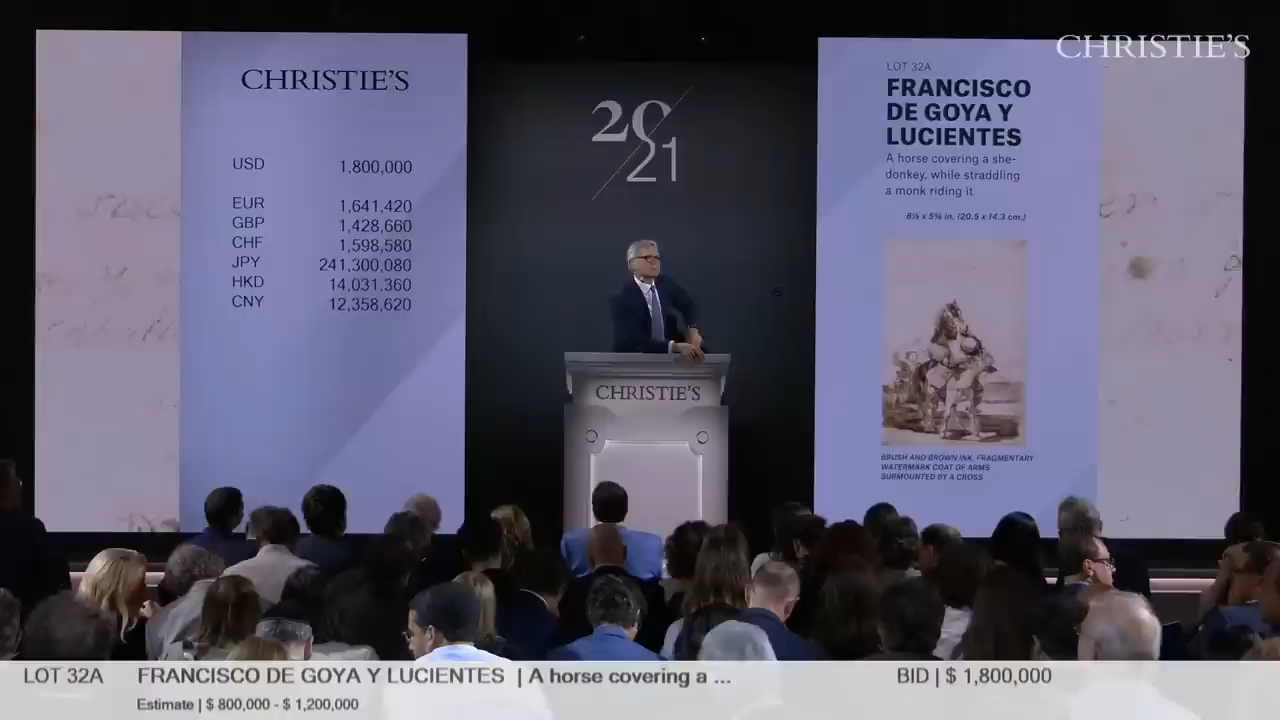 CHRISTIE'S
CHRISTIE'S
USD 1,800,000
EUR 1,641,420
GBP 1,428,660
CHF 1,598,580
JPY 241,300,080
HKD 14,031,360
CNY 12,358,620
20/21
LOT 32A
FRANCISCO
DE GOYA Y
LUCIENTES
A horse covering a she-
donkey, while straddling
a monk riding it
8⅛ x 5⅝ in. (20.5 x 14.3 cm.)
BRUSH AND BROWN INK, FRAGMENTARY
WATERMARK COAT OF ARMS
SURMOUNTED BY A CROSS
CHRISTIE'S
LOT 32A FRANCISCO DE GOYA Y LUCIENTES | A horse covering a ... BID | $ 1,800,000
Estimate | $ 800,000 - $ 1,200,000